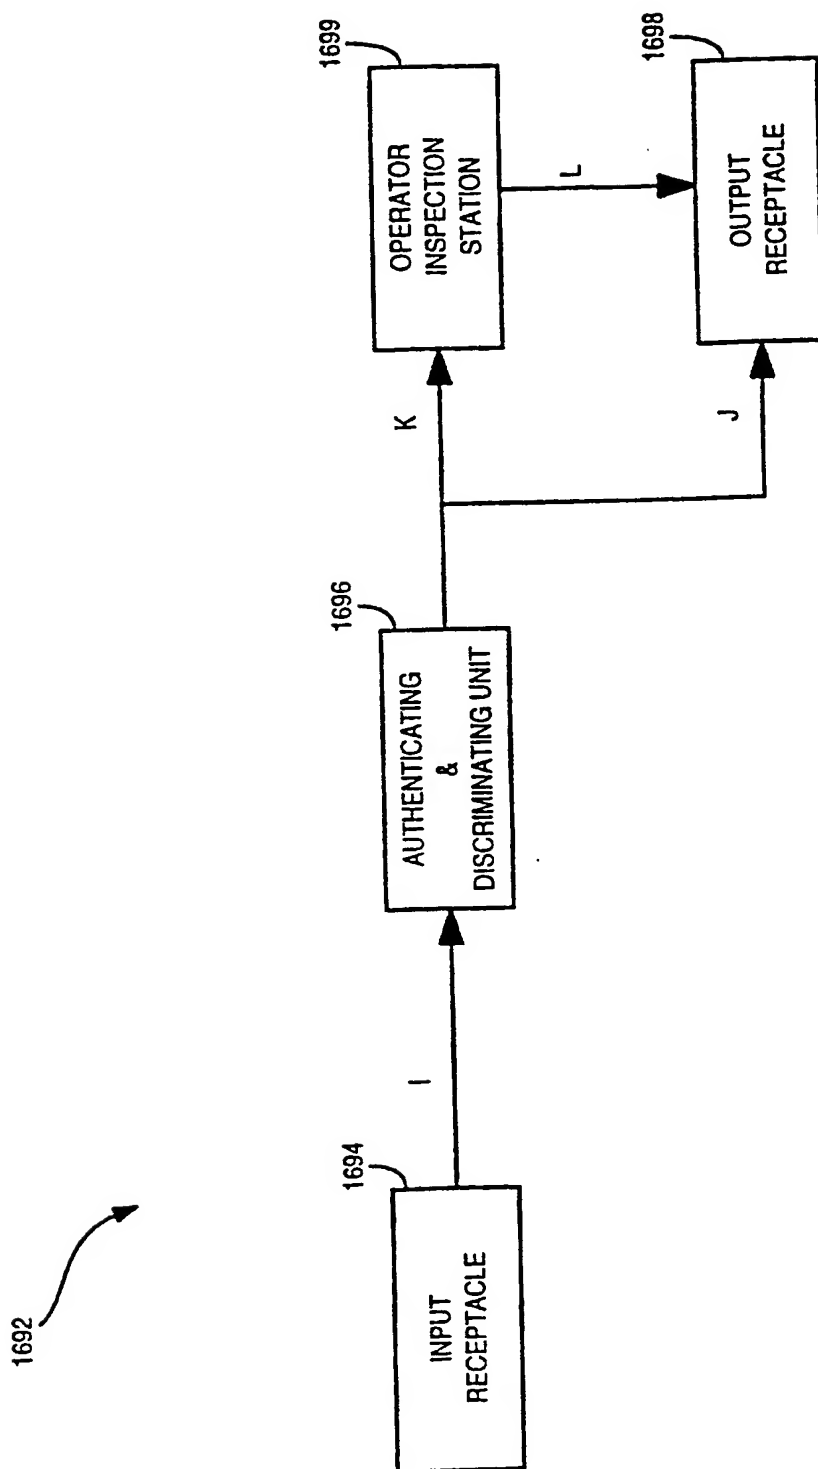 1692
1694
INPUT
RECEPTACLE
I
1696
AUTHENTICATING
&
DISCRIMINATING UNIT
K
J
1699
OPERATOR
INSPECTION
STATION
L
1698
OUTPUT
RECEPTACLE